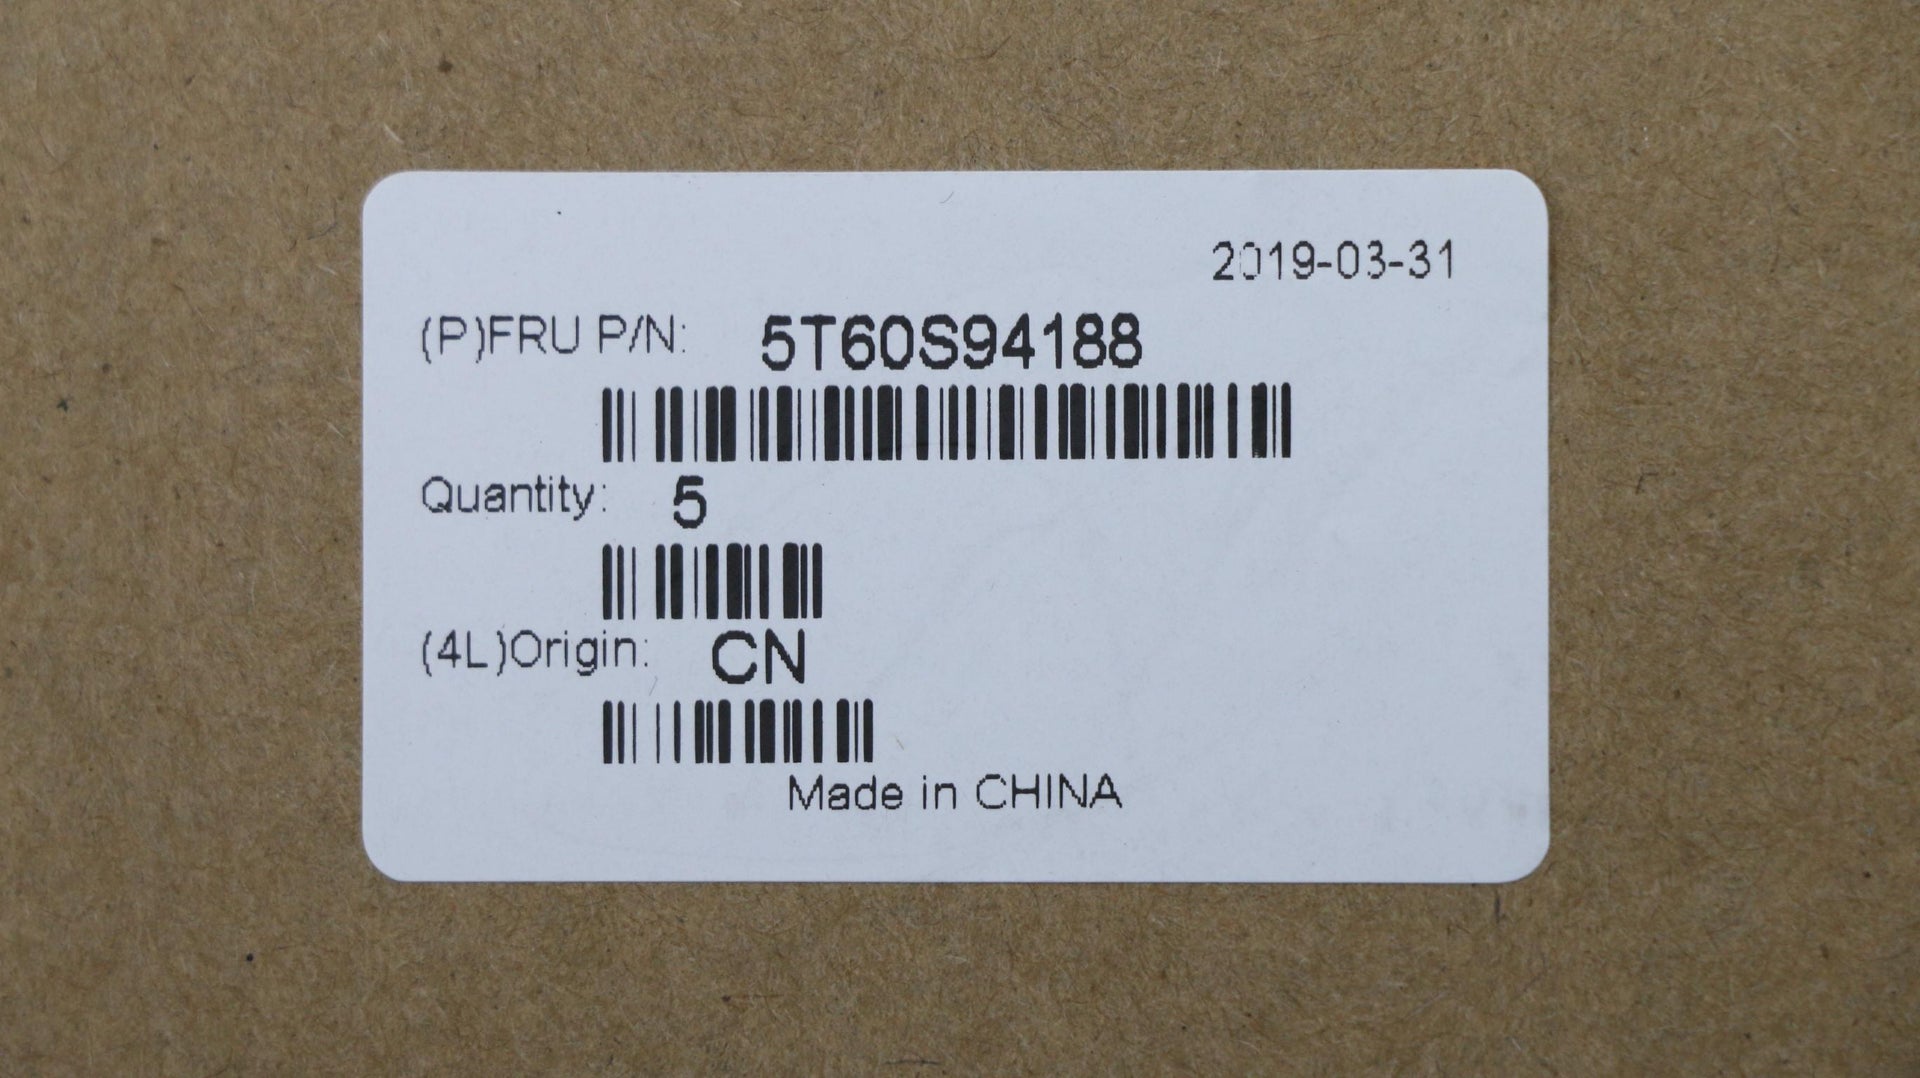 2019-03-31
(P)FRU P/N: 5T60S94188
Quantity: 5
(4L)Origin: CN
Made in CHINA